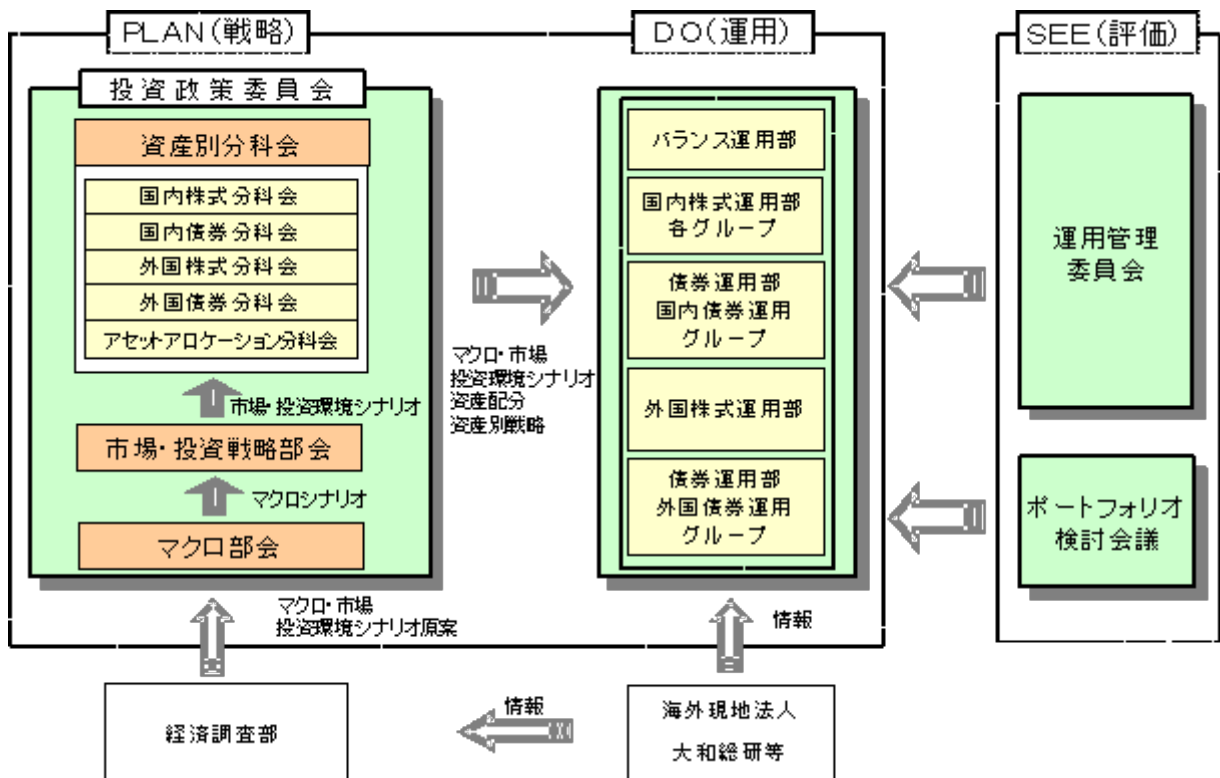 PLAN(戦略)
投資政策委員会
資産別分科会
国内株式分科会
国内債券分科会
外国株式分科会
外国債券分科会
アセットアロケーション分科会
市場・投資環境シナリオ
市場・投資戦略部会
マクロシナリオ
マクロ部会
マクロ・市場
投資環境シナリオ
資産配分
資産別戦略
DO(運用)
バランス運用部
国内株式運用部
各グループ
債券運用部
国内債券運用
グループ
外国株式運用部
債券運用部
外国債券運用
グループ
SEE(評価)
運用管理
委員会
ポートフォリオ
検討会議
マクロ・市場
投資環境シナリオ原案
情報
経済調査部
情報
海外現地法人
大和総研等